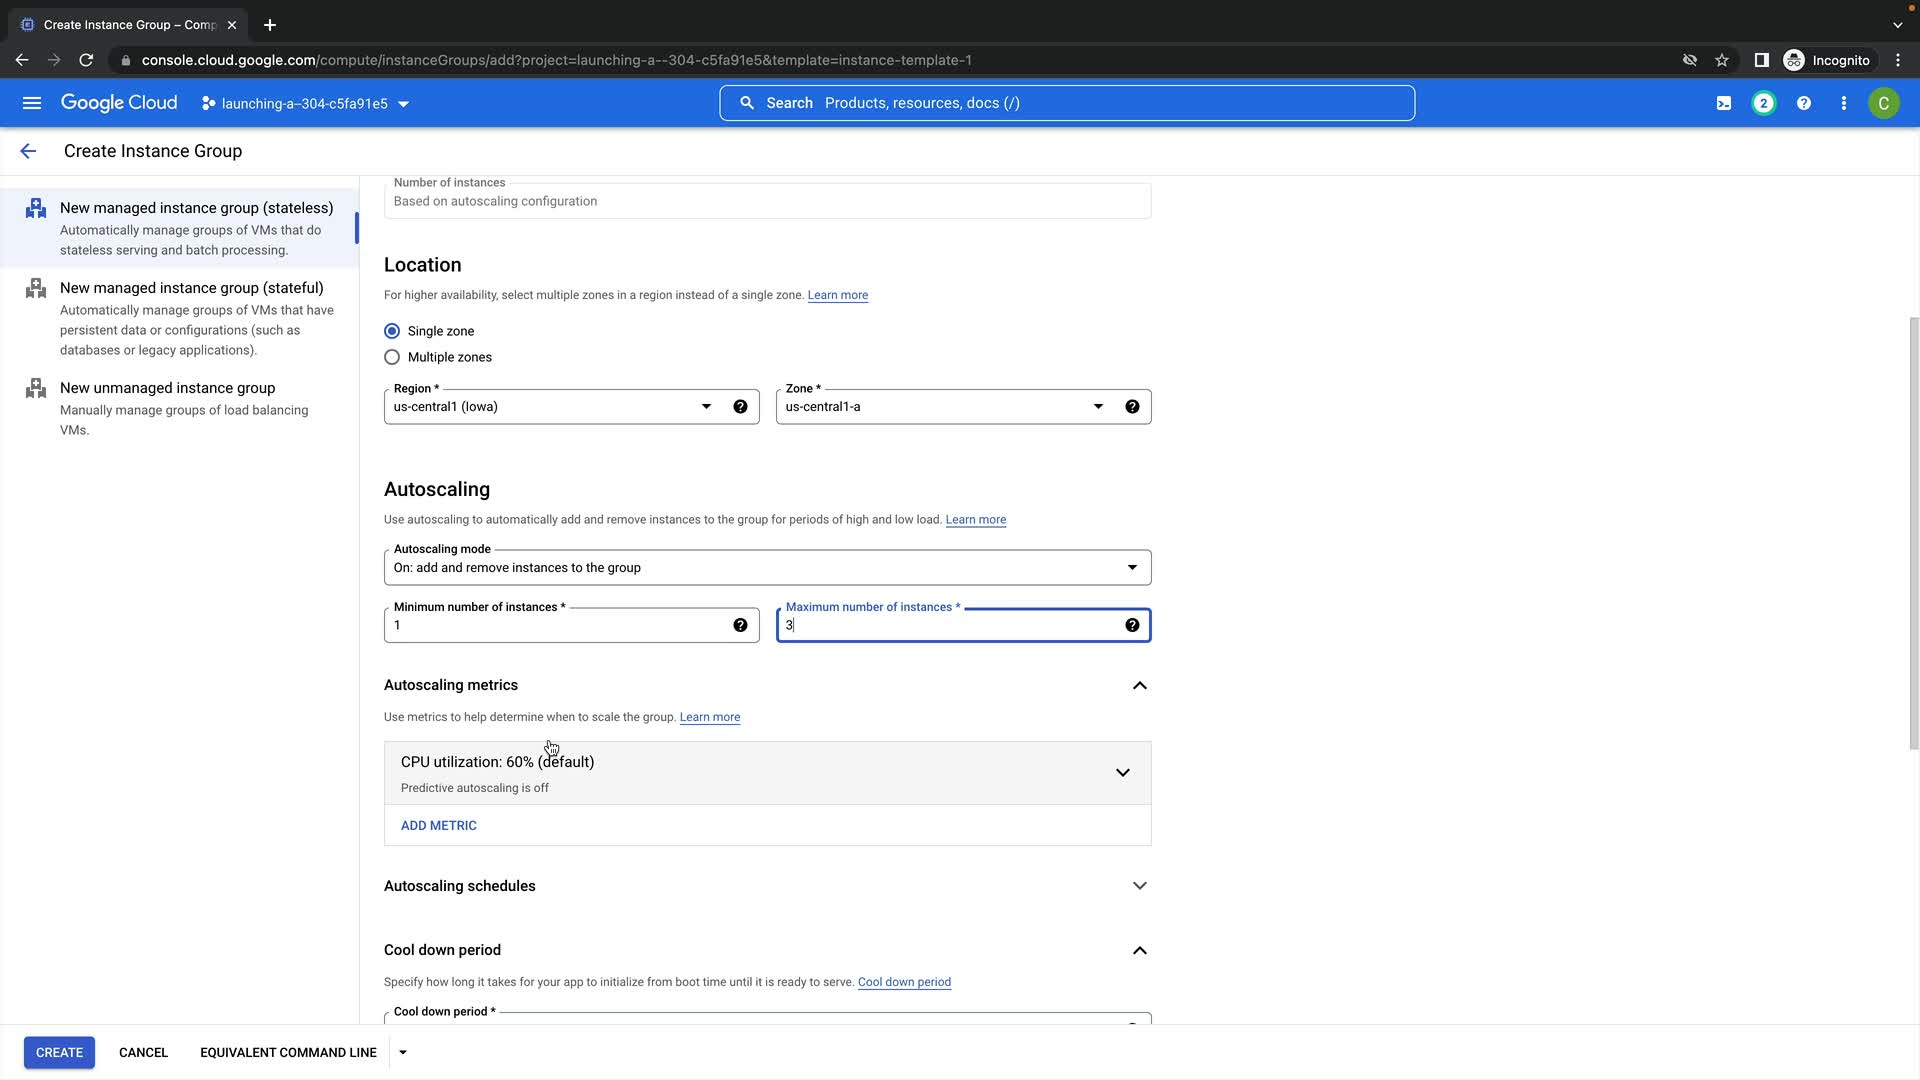 Create Instance Group – Comp
console.cloud.google.com/compute/instanceGroups/add?project=launching-a--304-c5fa91e5&template=instance-template-1
Incognito
Google Cloud
launching-a--304-c5fa91e5
Search Products, resources, docs (/)
2
C
Create Instance Group
New managed instance group (stateless)
Automatically manage groups of VMs that do
stateless serving and batch processing.
New managed instance group (stateful)
Automatically manage groups of VMs that have
persistent data or configurations (such as
databases or legacy applications).
New unmanaged instance group
Manually manage groups of load balancing
VMs.
Number of instances
Based on autoscaling configuration
Location
For higher availability, select multiple zones in a region instead of a single zone. Learn more
Single zone
Multiple zones
Region *
us-central1 (Iowa)
Zone *
us-central1-a
Autoscaling
Use autoscaling to automatically add and remove instances to the group for periods of high and low load. Learn more
Autoscaling mode
On: add and remove instances to the group
Minimum number of instances *
1
Maximum number of instances *
3
Autoscaling metrics
Use metrics to help determine when to scale the group. Learn more
CPU utilization: 60% (default)
Predictive autoscaling is off
ADD METRIC
Autoscaling schedules
Cool down period
Specify how long it takes for your app to initialize from boot time until it is ready to serve. Cool down period
Cool down period *
CREATE
CANCEL
EQUIVALENT COMMAND LINE